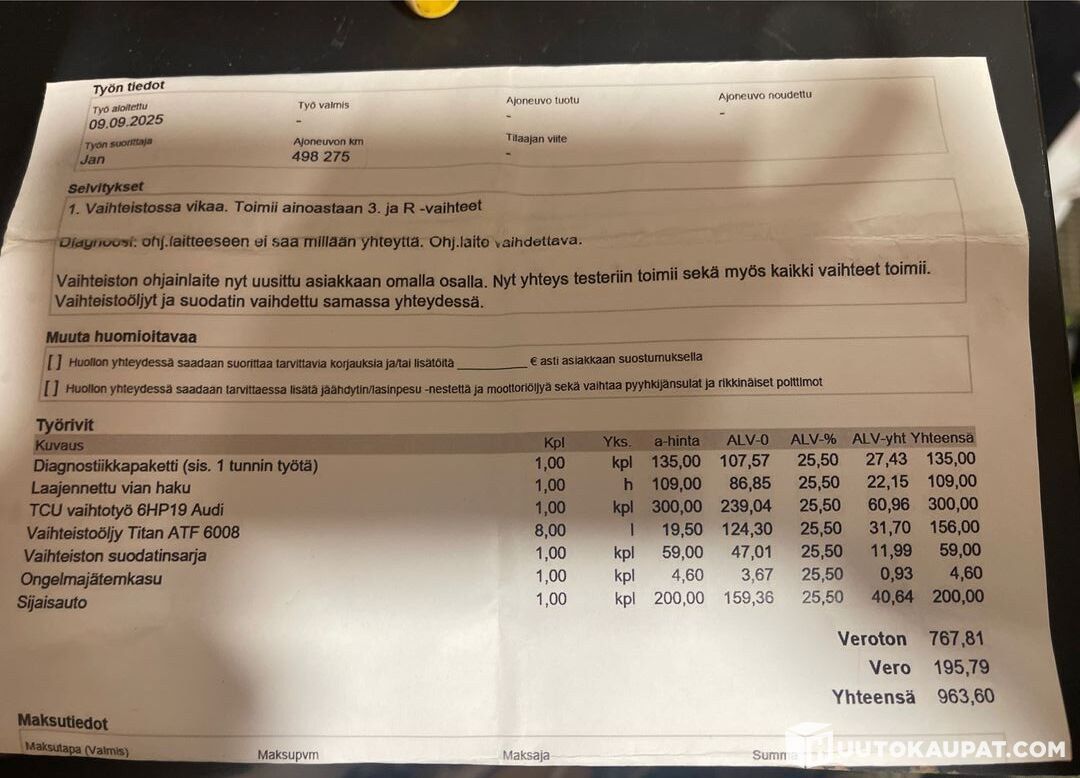 Työn tiedot
Työ aloitettu Työ valmis Ajoneuvo tuotu Ajoneuvo noudettu
09.09.2025 - - -
Työn suorittaja Ajoneuvon km Tilaajan viite
Jan 498 275 -
Selvitykset
1. Vaihteistossa vikaa. Toimii ainoastaan 3. ja R -vaihteet
Diagnoosi: ohj.laitteeseen ei saa millään yhteyttä. Ohj.laite vaihdettava.
Vaihteiston ohjainlaite nyt uusittu asiakkaan omalla osalla. Nyt yhteys testeriin toimii sekä myös kaikki vaihteet toimii.
Vaihteistoöljyt ja suodatin vaihdettu samassa yhteydessä.
Muuta huomioitavaa
[ ] Huollon yhteydessä saadaan suorittaa tarvittavia korjauksia ja/tai lisätöitä ________ € asti asiakkaan suostumuksella
[ ] Huollon yhteydessä saadaan tarvittaessa lisätä jäähdytin/lasinpesu -nestettä ja moottoriöljyä sekä vaihtaa pyyhkijänsulat ja rikkinäiset polttimot
Työrivit
Kuvaus Kpl Yks. a-hinta ALV-0 ALV-% ALV-yht Yhteensä
Diagnostiikkapaketti (sis. 1 tunnin työtä) 1,00 kpl 135,00 107,57 25,50 27,43 135,00
Laajennettu vian haku 1,00 h 109,00 86,85 25,50 22,15 109,00
TCU vaihtotyö 6HP19 Audi 1,00 kpl 300,00 239,04 25,50 60,96 300,00
Vaihteistoöljy Titan ATF 6008 8,00 l 19,50 124,30 25,50 31,70 156,00
Vaihteiston suodatinsarja 1,00 kpl 59,00 47,01 25,50 11,99 59,00
Ongelmajätemkasu 1,00 kpl 4,60 3,67 25,50 0,93 4,60
Sijaisauto 1,00 kpl 200,00 159,36 25,50 40,64 200,00
Veroton 767,81
Vero 195,79
Yhteensä 963,60
Maksutiedot
Maksutapa (Valmis) Maksupvm Maksaja
HUUTOKAUPAT.COM